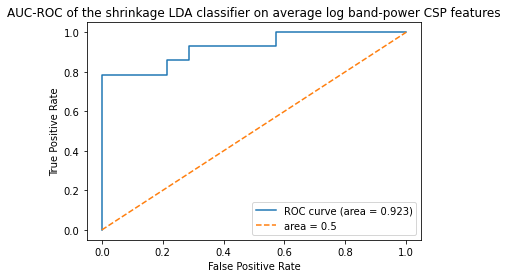 AUC-ROC of the shrinkage LDA classifier on average log band-power CSP features
1.0
0.8
0.6
0.4
0.2
0.0
True Positive Rate
ROC curve (area = 0.923)
area = 0.5
0.0 0.2 0.4 0.6 0.8 1.0
False Positive Rate